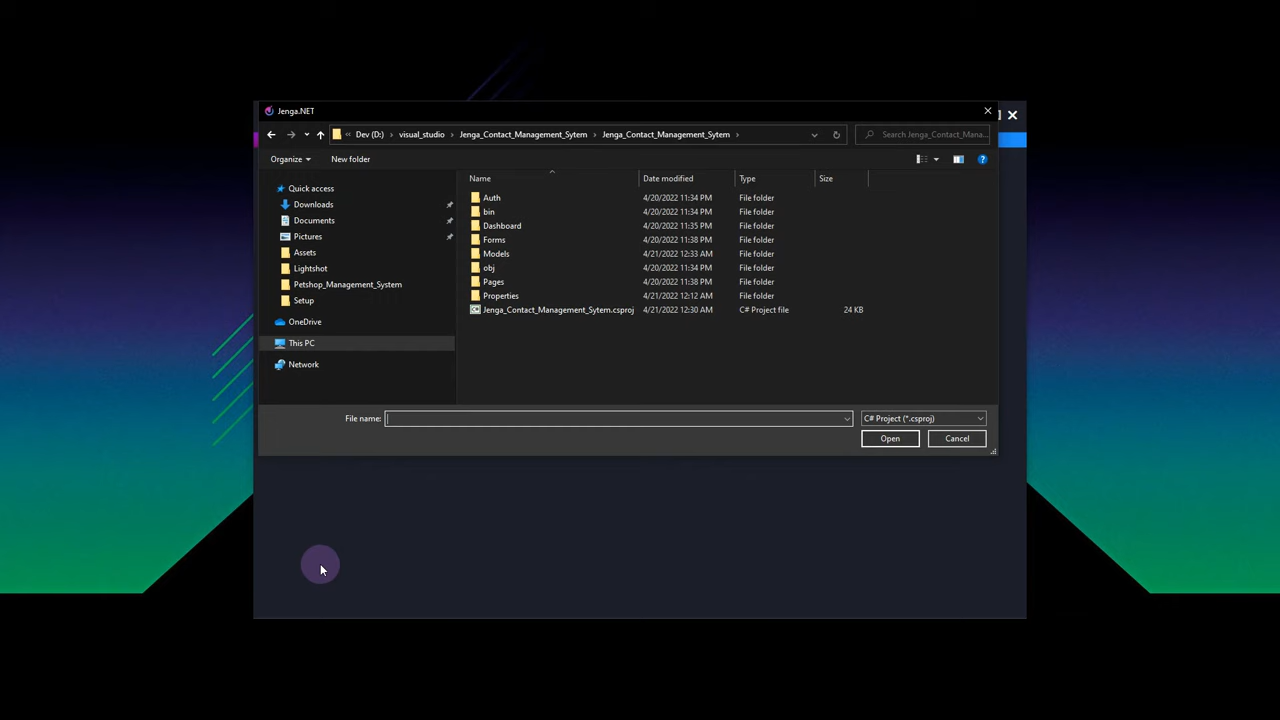 Jenga.NET
« Dev (D:) › visual_studio › Jenga_Contact_Management_Sytem › Jenga_Contact_Management_Sytem ›
Search Jenga_Contact_Mana...
Organize
New folder
Name Date modified Type Size
Quick access
Downloads
Documents
Pictures
Assets
Lightshot
Petshop_Management_System
Setup
OneDrive
This PC
Network
Auth 4/20/2022 11:34 PM File folder
bin 4/20/2022 11:34 PM File folder
Dashboard 4/20/2022 11:35 PM File folder
Forms 4/20/2022 11:38 PM File folder
Models 4/21/2022 12:33 AM File folder
obj 4/20/2022 11:34 PM File folder
Pages 4/20/2022 11:38 PM File folder
Properties 4/21/2022 12:12 AM File folder
Jenga_Contact_Management_Sytem.csproj 4/21/2022 12:30 AM C# Project file 24 KB
File name:
C# Project (*.csproj)
Open Cancel